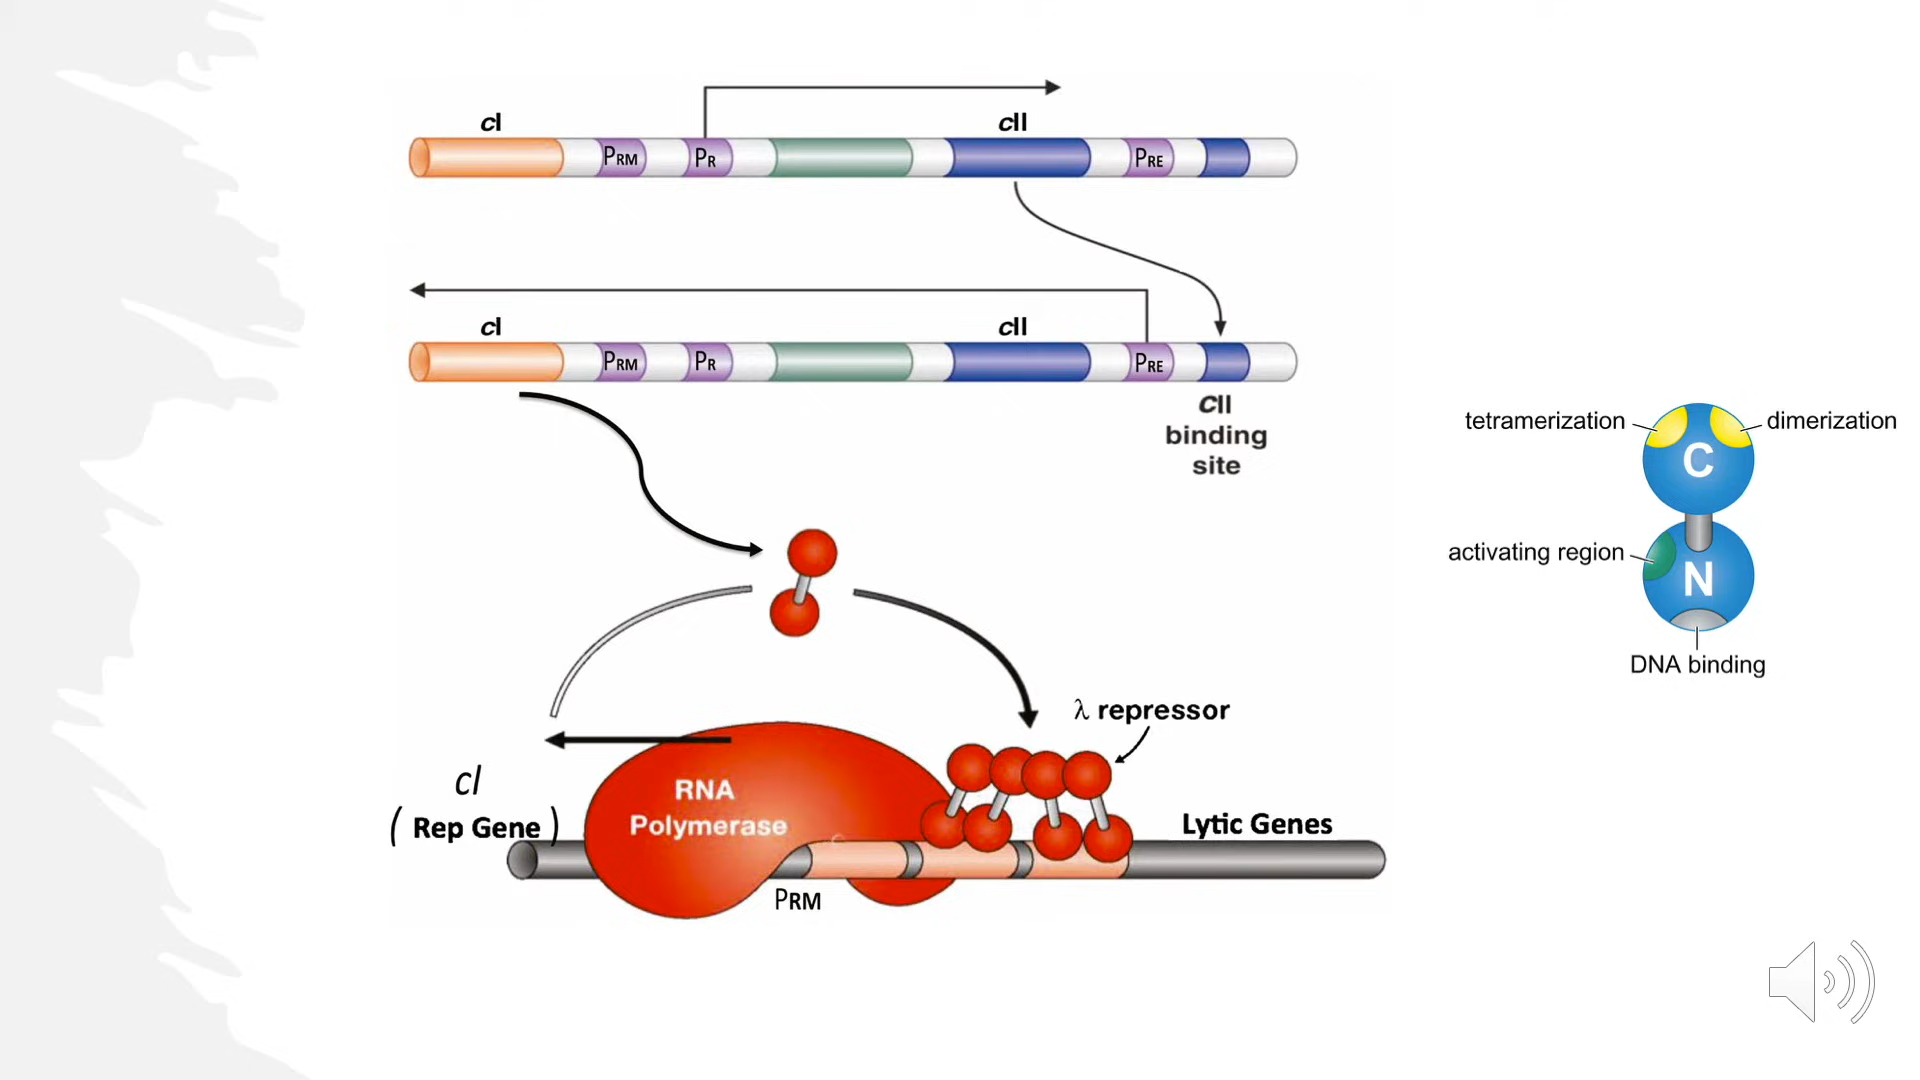 cI
cII
PRM
PR
PRE
cI
cII
PRM
PR
PRE
cII
binding
site
tetramerization
dimerization
C
activating region
N
DNA binding
λ repressor
cI
( Rep Gene )
RNA
Polymerase
Lytic Genes
PRM